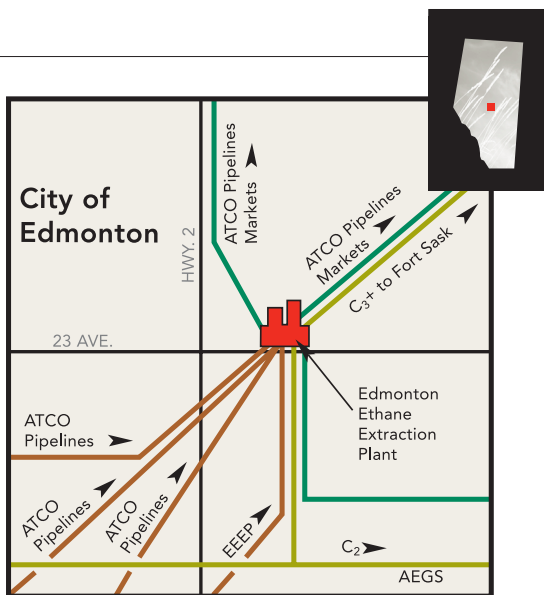 City of
Edmonton
HWY. 2
ATCO Pipelines
Markets
ATCO Pipelines
Markets
C₃+ to Fort Sask
23 AVE.
Edmonton
Ethane
Extraction
Plant
ATCO
Pipelines
ATCO
Pipelines
ATCO
Pipelines
EEEP
C₂
AEGS